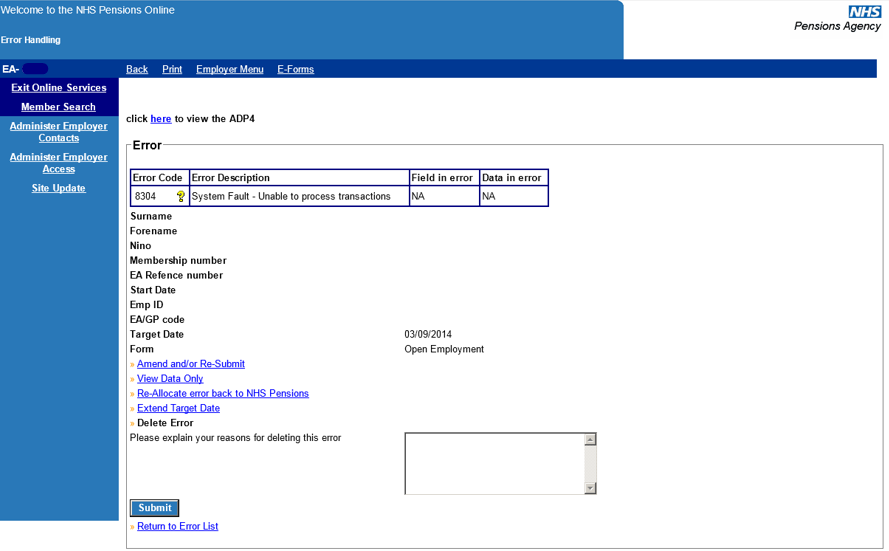 Welcome to the NHS Pensions Online
NHS
Pensions Agency
Error Handling
EA-
Back Print Employer Menu E-Forms
Exit Online Services
Member Search
Administer Employer
Contacts
Administer Employer
Access
Site Update
click here to view the ADP4
Error
Error Code Error Description Field in error Data in error
8304 ? System Fault - Unable to process transactions NA NA
Surname
Forename
Nino
Membership number
EA Refence number
Start Date
Emp ID
EA/GP code
Target Date 03/09/2014
Form Open Employment
» Amend and/or Re-Submit
» View Data Only
» Re-Allocate error back to NHS Pensions
» Extend Target Date
» Delete Error
Please explain your reasons for deleting this error
Submit
» Return to Error List